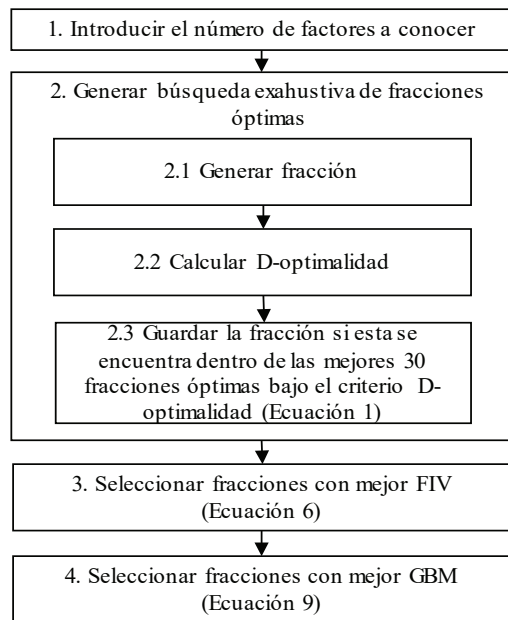 1. Introducir el número de factores a conocer
2. Generar búsqueda exahustiva de fracciones
óptimas
2.1 Generar fracción
2.2 Calcular D-optimalidad
2.3 Guardar la fracción si esta se
encuentra dentro de las mejores 30
fracciones óptimas bajo el criterio D-
optimalidad (Ecuación 1)
3. Seleccionar fracciones con mejor FIV
(Ecuación 6)
4. Seleccionar fracciones con mejor GBM
(Ecuación 9)